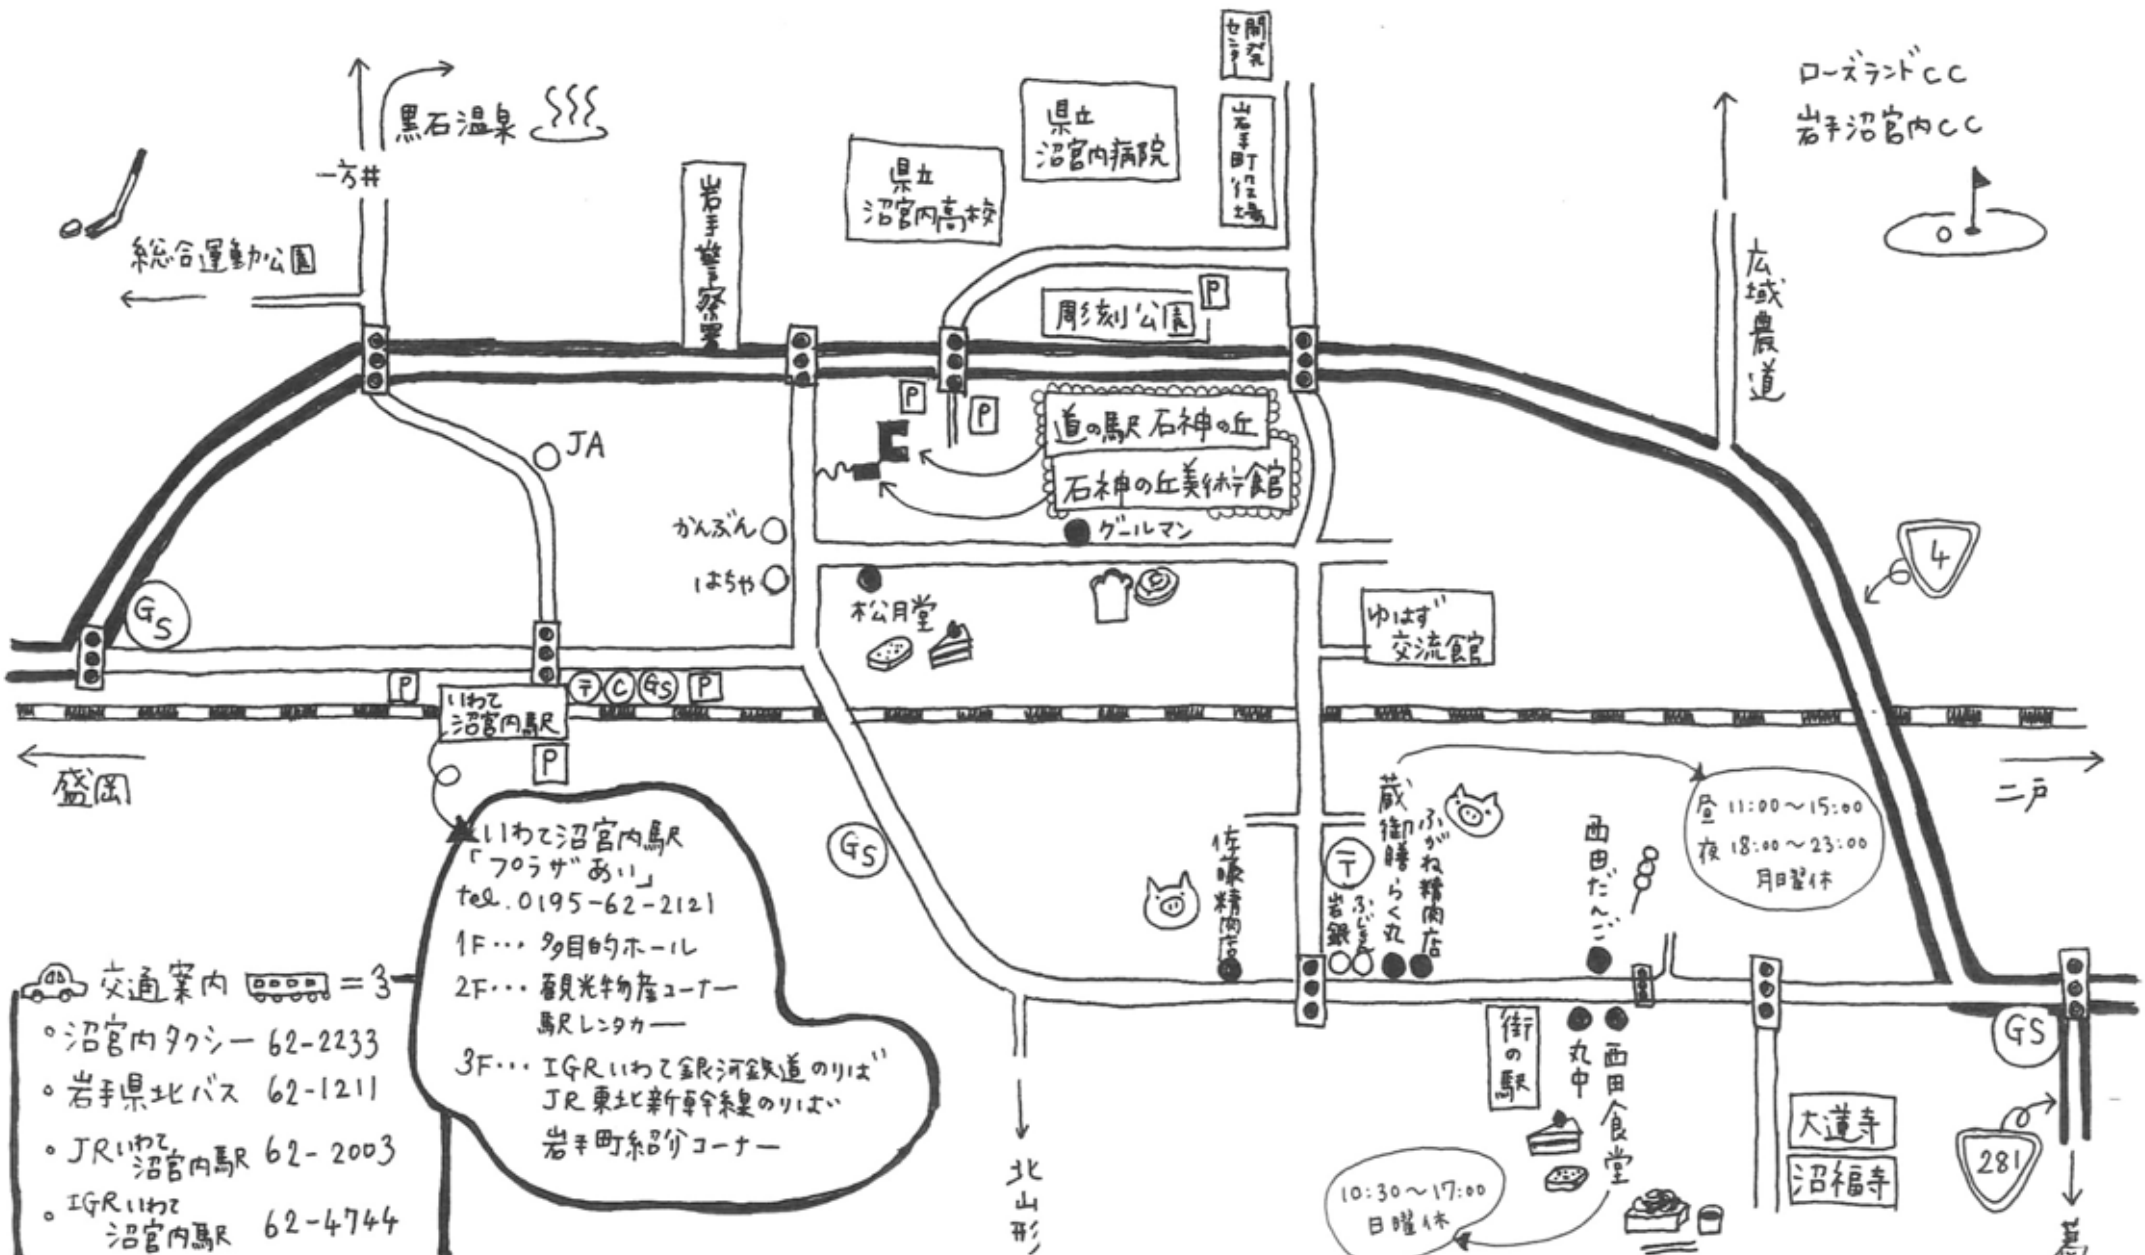 開発センター
ローズランドCC
岩手沼宮内CC
黒石温泉
県立
沼宮内病院
岩手町役場
一方井
県立
沼宮内高校
岩手警察署
総合運動公園
広域農道
P
彫刻公園
P
P
道の駅 石神の丘
JA
石神の丘美術館
かんぶん
グールマン
4
はちや
松月堂
GS
ゆはず
交流館
P
〒
C
GS
P
いわて
沼宮内駅
P
盛岡
二戸
いわて沼宮内駅
「プラザあい」
tel.0195-62-2121
1F… 多目的ホール
2F… 観光物産コーナー
駅レンタカー
3F… IGRいわて銀河鉄道のりば
JR東北新幹線のりば
岩手町紹介コーナー
GS
佐藤精肉店
〒
岩銀
蔵御膳らく丸
ふがね精肉店
西田だんご
昼 11:00〜15:00
夜 18:00〜23:00
月曜休
交通案内
沼宮内タクシー 62-2233
岩手県北バス 62-1211
JRいわて
沼宮内駅 62-2003
IGRいわて
沼宮内駅 62-4744
北山形
街の駅
丸中
西田食堂
10:30〜17:00
日曜休
大道寺
沼福寺
GS
281